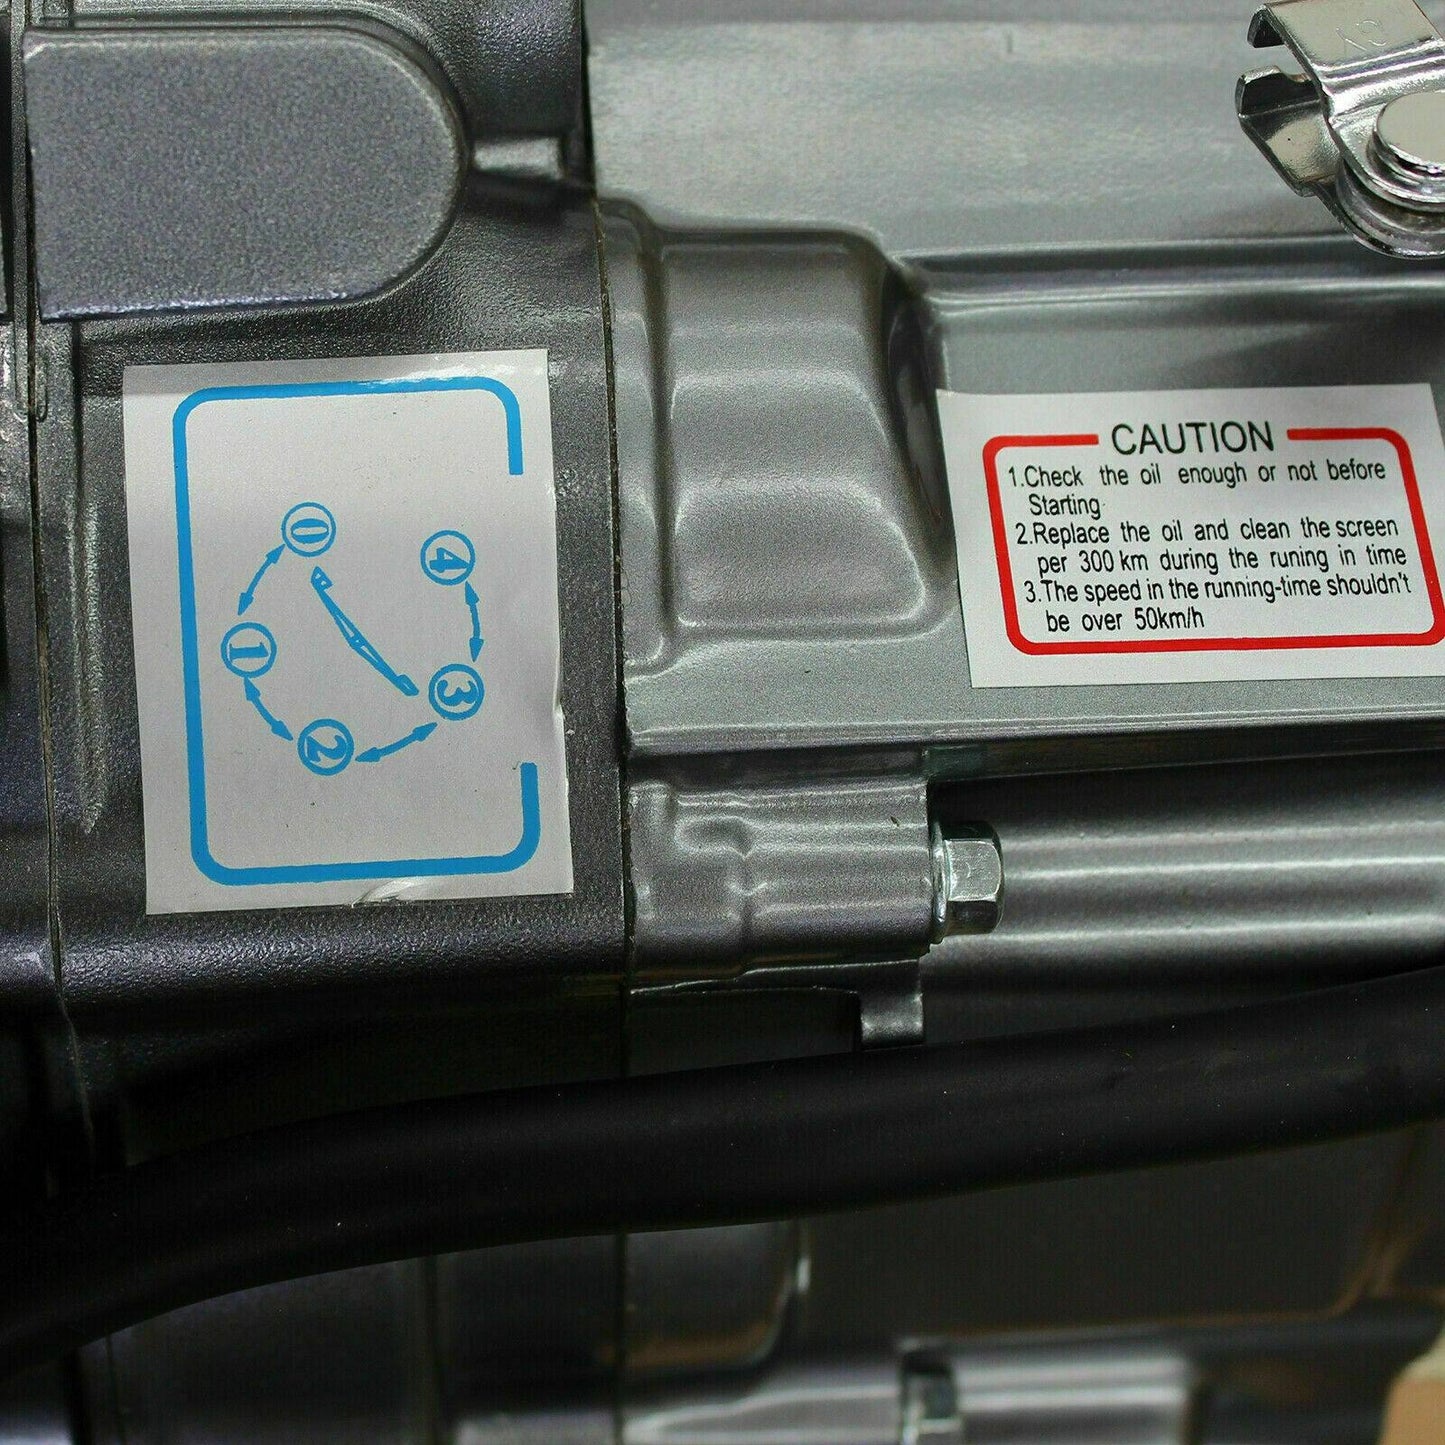 0
1
2
3
4
CAUTION
1.Check the oil enough or not before
Starting
2.Replace the oil and clean the screen
per 300 km during the runing in time
3.The speed in the running-time shouldn't
be over 50km/h